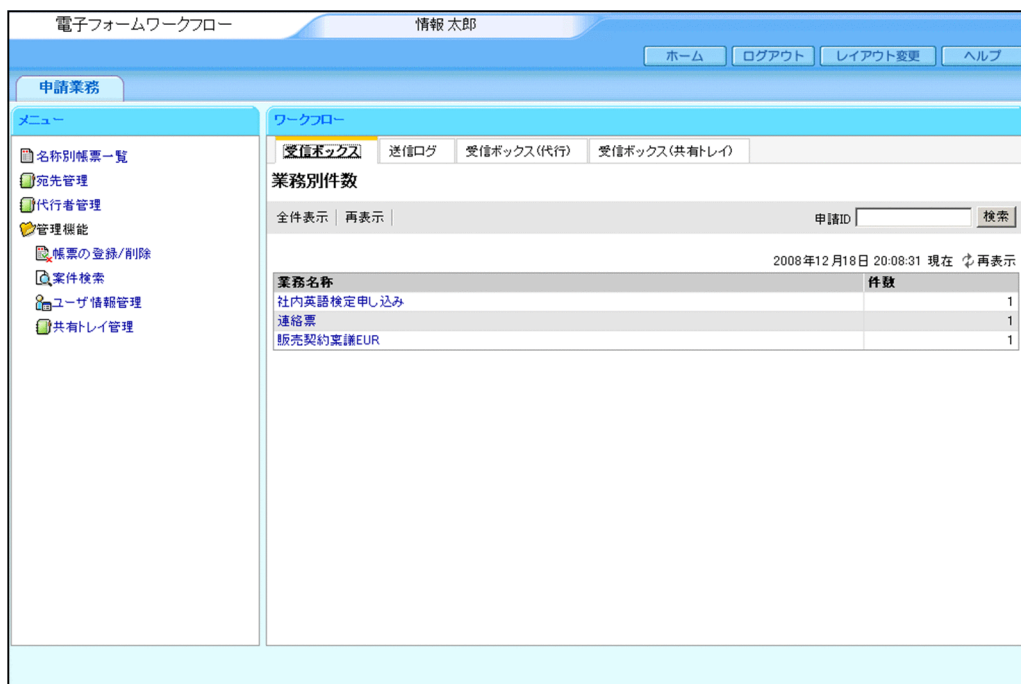 電子フォームワークフロー 情報 太郎
ホーム ログアウト レイアウト変更 ヘルプ
申請業務
メニュー
名称別帳票一覧
宛先管理
代行者管理
管理機能
帳票の登録/削除
案件検索
ユーザ情報管理
共有トレイ管理
ワークフロー
受信ボックス 送信ログ 受信ボックス(代行) 受信ボックス(共有トレイ)
業務別件数
全件表示 再表示 申請ID 検索
2008年12月18日 20:08:31 現在 再表示
業務名称 件数
社内英語検定申し込み 1
連絡票 1
販売契約稟議EUR 1